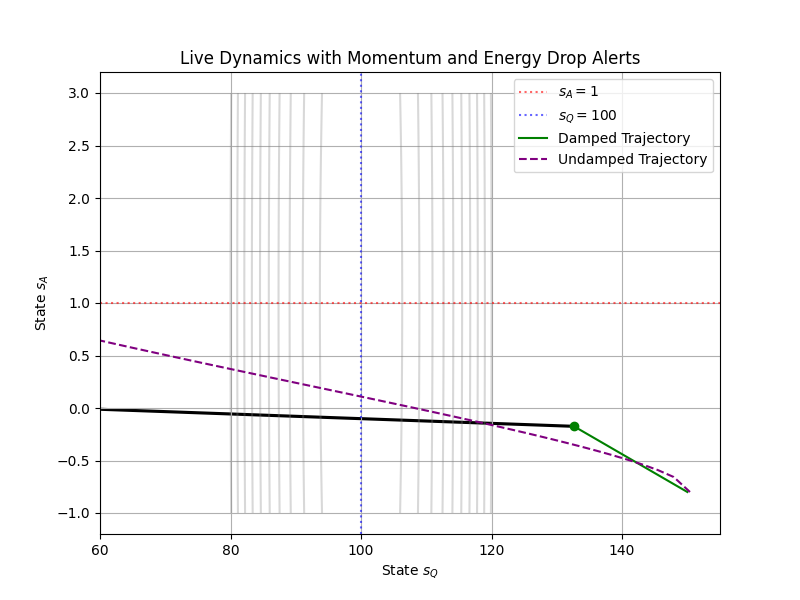 Live Dynamics with Momentum and Energy Drop Alerts
3.0
2.5
2.0
1.5
1.0
0.5
0.0
−0.5
−1.0
State $s_A$
$s_A = 1$
$s_Q = 100$
Damped Trajectory
Undamped Trajectory
60 80 100 120 140
State $s_Q$